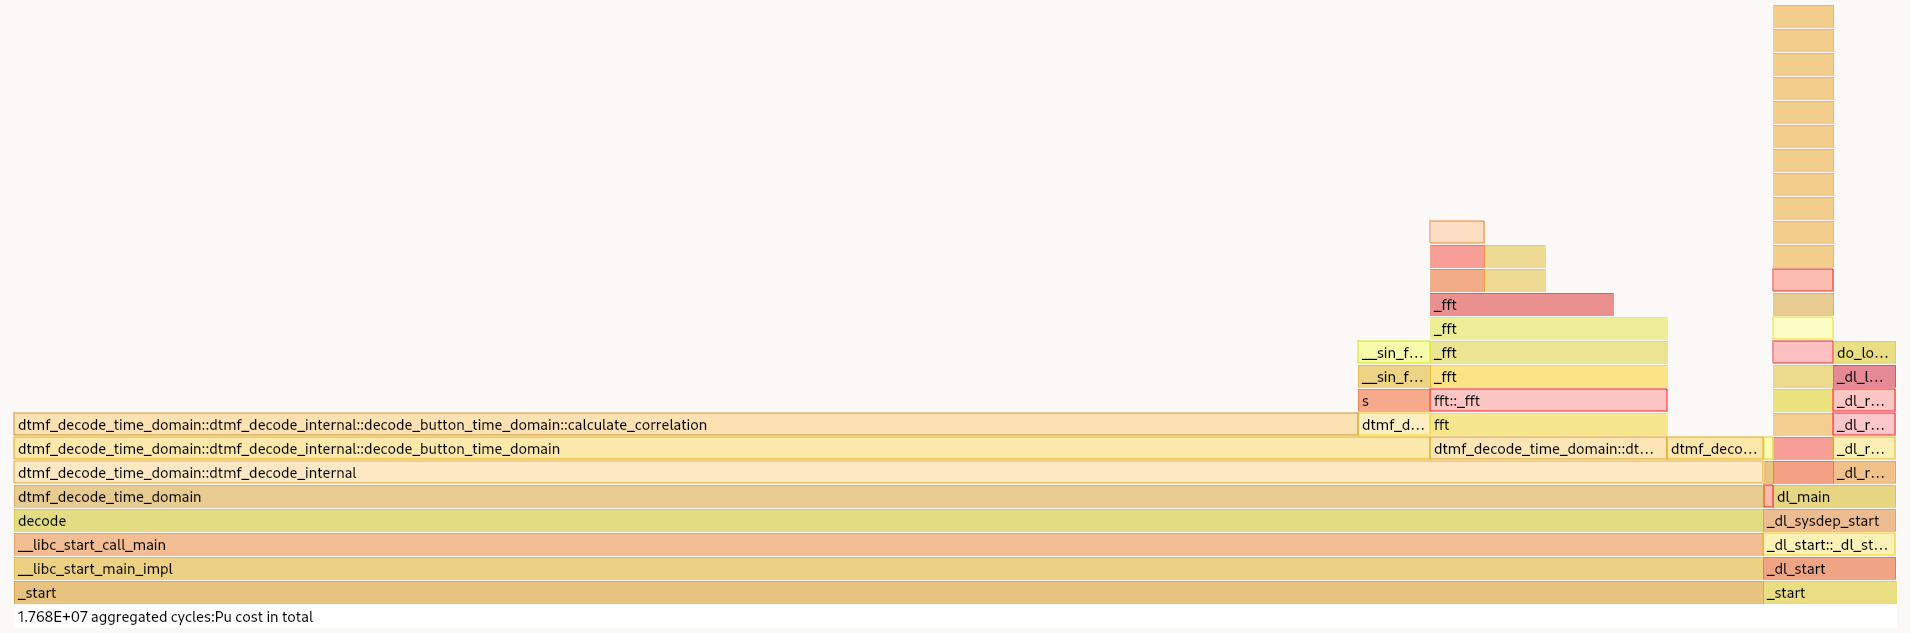 _fft
_fft
__sin_f… _fft do_lo…
__sin_f… _fft _dl_l…
s fft::_fft _dl_r…
dtmf_decode_time_domain::dtmf_decode_internal::decode_button_time_domain::calculate_correlation dtmf_d… fft _dl_r…
dtmf_decode_time_domain::dtmf_decode_internal::decode_button_time_domain dtmf_decode_time_domain::dt… dtmf_deco… _dl_r…
dtmf_decode_time_domain::dtmf_decode_internal _dl_r…
dtmf_decode_time_domain dl_main
decode _dl_sysdep_start
__libc_start_call_main _dl_start::_dl_st…
__libc_start_main_impl _dl_start
_start _start
1.768E+07 aggregated cycles:Pu cost in total